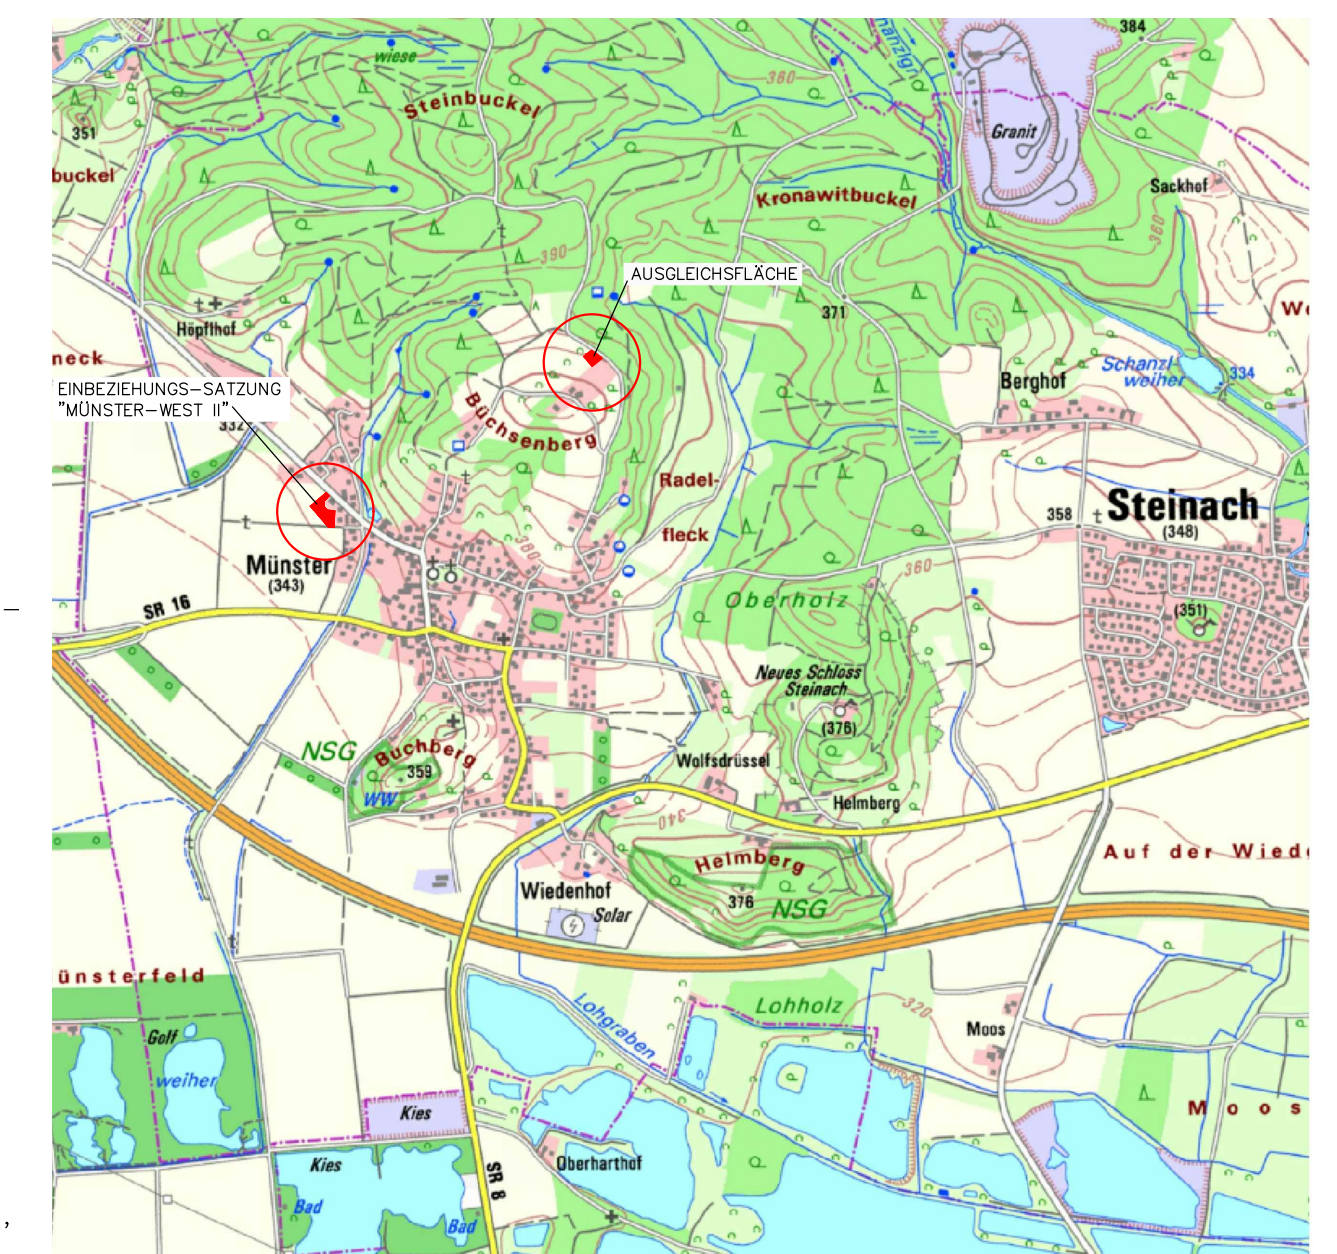 384
wiese
360
Steinbuckel
Granit
351
buckel
Kronawitbuckel
Sackhof
360
390
AUSGLEICHSFLÄCHE
371
Höpflhof
neck
Schanzl-
weiher
334
Berghof
EINBEZIEHUNGS-SATZUNG
"MÜNSTER-WEST II"
332
Büchsenberg
Radel-
fleck
Steinach
(348)
358
360
360
Münster
(343)
SR 16
Oberholz
(351)
Neues Schloss
Steinach
(376)
NSG
Buchberg
359
WW
Wolfsdrüssel
Helmberg
340
Helmberg
376
NSG
Auf der Wied
Wiedenhof
Solar
ünsterfeld
Golf
weiher
Lohgraben
Lohholz
320
Moos
Kies
Kies
Moos
Oberharthof
SR 8
Bad
Bad